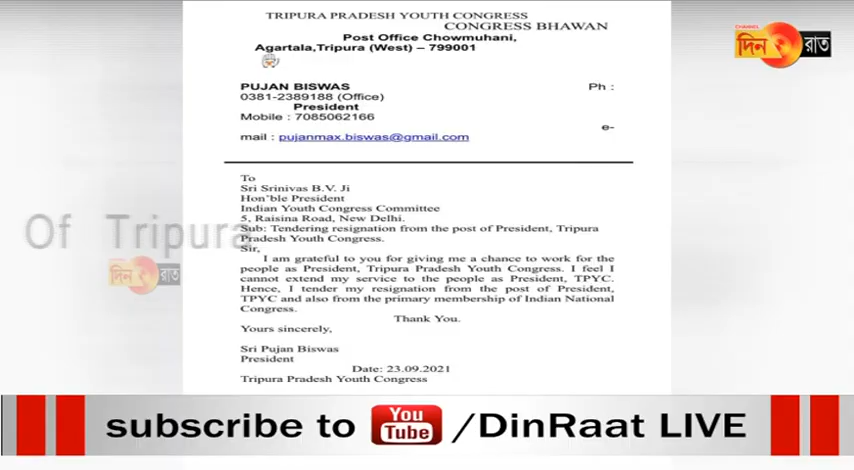 TRIPURA PRADESH YOUTH CONGRESS
CONGRESS BHAWAN
Post Office Chowmuhani,
Agartala,Tripura (West) – 799001
CHANNEL
দিন রাত
PUJAN BISWAS Ph :
0381-2389188 (Office)
President
Mobile : 7085062166
e-
mail : pujanmax.biswas@gmail.com
To
Sri Srinivas B.V. Ji
Hon'ble President
Indian Youth Congress Committee
5, Raisina Road, New Delhi.
Sub: Tendering resignation from the post of President, Tripura
Pradesh Youth Congress.
Sir,
I am grateful to you for giving me a chance to work for the
people as President, Tripura Pradesh Youth Congress. I feel I
cannot extend my service to the people as President, TPYC.
Hence, I tender my resignation from the post of President,
TPYC and also from the primary membership of Indian National
Congress.
Thank You.
Yours sincerely,
Sri Pujan Biswas
President
Date: 23.09.2021
Tripura Pradesh Youth Congress
Of Tripura
দিন রাত
subscribe to You Tube /DinRaat LIVE